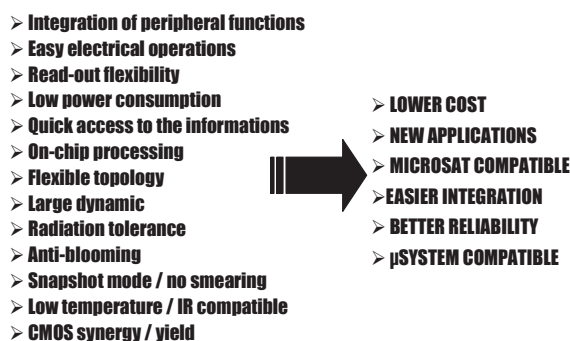 ➢ Integration of peripheral functions
➢ Easy electrical operations
➢ Read-out flexibility
➢ Low power consumption
➢ Quick access to the informations
➢ On-chip processing
➢ Flexible topology
➢ Large dynamic
➢ Radiation tolerance
➢ Anti-blooming
➢ Snapshot mode / no smearing
➢ Low temperature / IR compatible
➢ CMOS synergy / yield
➢ LOWER COST
➢ NEW APPLICATIONS
➢ MICROSAT COMPATIBLE
➢EASIER INTEGRATION
➢ BETTER RELIABILITY
➢ µSYSTEM COMPATIBLE